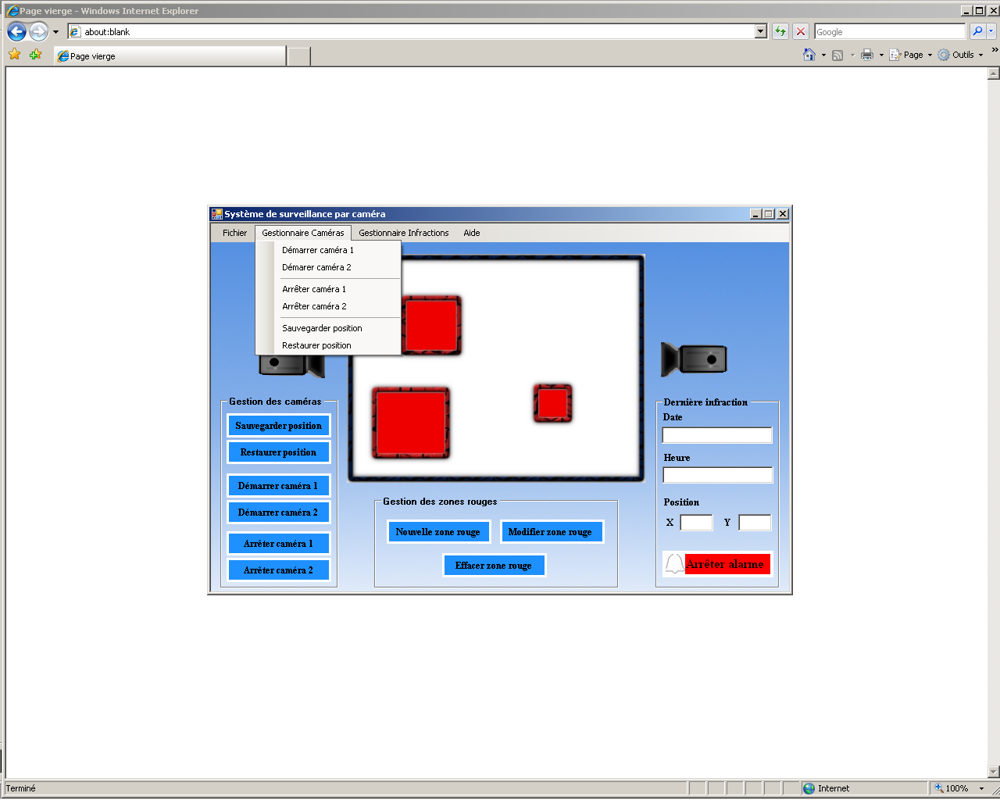 Page vierge - Windows Internet Explorer
about:blank
Google
Page vierge
Page
Outils
Système de surveillance par caméra
Fichier
Gestionnaire Caméras
Gestionnaire Infractions
Aide
Démarrer caméra 1
Démarer caméra 2
Arrêter caméra 1
Arrêter caméra 2
Sauvegarder position
Restaurer position
Gestion des caméras
Sauvegarder position
Restaurer position
Démarrer caméra 1
Démarrer caméra 2
Arrêter caméra 1
Arrêter caméra 2
Gestion des zones rouges
Nouvelle zone rouge
Modifier zone rouge
Effacer zone rouge
Dernière infraction
Date
Heure
Position
X
Y
Arrêter alarme
Terminé
Internet
100%